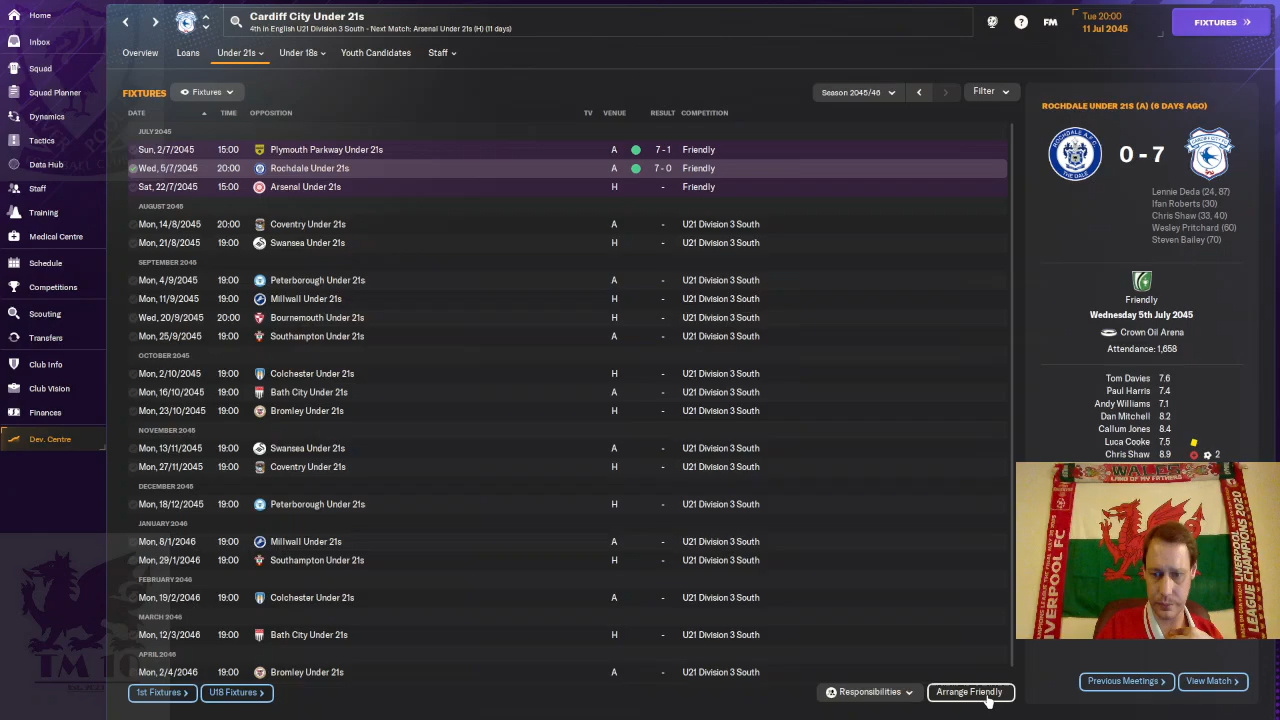 Home
Inbox
Squad
Squad Planner
Dynamics
Tactics
Data Hub
Staff
Training
Medical Centre
Schedule
Competitions
Scouting
Transfers
Club Info
Club Vision
Finances
Dev. Centre
Cardiff City Under 21s
4th in English U21 Division 3 South - Next Match: Arsenal Under 21s (H) (11 days)
FM
Tue 20:00
11 Jul 2045
FIXTURES
Overview Loans Under 21s Under 18s Youth Candidates Staff
FIXTURES Fixtures Season 2045/46 Filter
DATE TIME OPPOSITION TV VENUE RESULT COMPETITION
JULY 2045
Sun, 2/7/2045 15:00 Plymouth Parkway Under 21s A 7 - 1 Friendly
Wed, 5/7/2045 20:00 Rochdale Under 21s A 7 - 0 Friendly
Sat, 22/7/2045 15:00 Arsenal Under 21s H - Friendly
AUGUST 2045
Mon, 14/8/2045 20:00 Coventry Under 21s A - U21 Division 3 South
Mon, 21/8/2045 19:00 Swansea Under 21s H - U21 Division 3 South
SEPTEMBER 2045
Mon, 4/9/2045 19:00 Peterborough Under 21s A - U21 Division 3 South
Mon, 11/9/2045 19:00 Millwall Under 21s H - U21 Division 3 South
Wed, 20/9/2045 20:00 Bournemouth Under 21s H - U21 Division 3 South
Mon, 25/9/2045 19:00 Southampton Under 21s A - U21 Division 3 South
OCTOBER 2045
Mon, 2/10/2045 19:00 Colchester Under 21s H - U21 Division 3 South
Mon, 16/10/2045 19:00 Bath City Under 21s A - U21 Division 3 South
Mon, 23/10/2045 19:00 Bromley Under 21s H - U21 Division 3 South
NOVEMBER 2045
Mon, 13/11/2045 19:00 Swansea Under 21s A - U21 Division 3 South
Mon, 27/11/2045 19:00 Coventry Under 21s H - U21 Division 3 South
DECEMBER 2045
Mon, 18/12/2045 19:00 Peterborough Under 21s H - U21 Division 3 South
JANUARY 2046
Mon, 8/1/2046 19:00 Millwall Under 21s A - U21 Division 3 South
Mon, 29/1/2046 19:00 Southampton Under 21s H - U21 Division 3 South
FEBRUARY 2046
Mon, 19/2/2046 19:00 Colchester Under 21s A - U21 Division 3 South
MARCH 2046
Mon, 12/3/2046 19:00 Bath City Under 21s H - U21 Division 3 South
APRIL 2046
Mon, 2/4/2046 19:00 Bromley Under 21s A - U21 Division 3 South
1st Fixtures U18 Fixtures Responsibilities Arrange Friendly
ROCHDALE UNDER 21S (A) (6 DAYS AGO)
0 - 7
Lennie Deda (24, 87)
Ifan Roberts (30)
Chris Shaw (33, 40)
Wesley Pritchard (60)
Steven Bailey (70)
Friendly
Wednesday 5th July 2045
Crown Oil Arena
Attendance: 1,658
Tom Davies 7.6
Paul Harris 7.4
Andy Williams 7.1
Dan Mitchell 8.2
Callum Jones 8.4
Luca Cooke 7.5
Chris Shaw 8.9 2
WALES
LAND OF MY FATHERS
LIVERPOOL FC
LIVERPOOL
LEAGUE CHAMPIONS 2020
Previous Meetings View Match